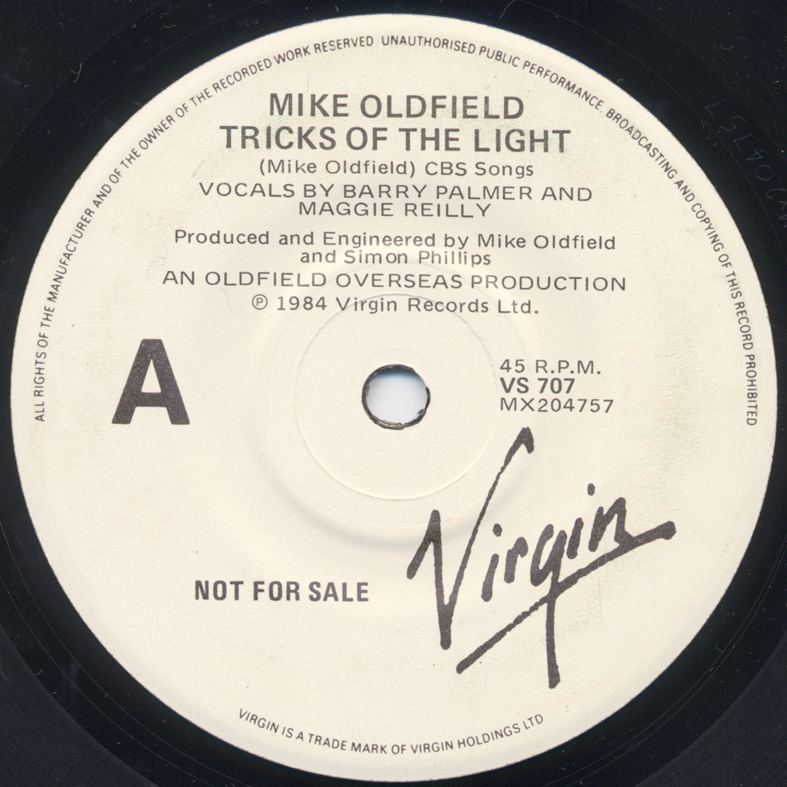 ALL RIGHTS OF THE MANUFACTURER AND OF THE OWNER OF THE RECORDED WORK RESERVED UNAUTHORISED PUBLIC PERFORMANCE BROADCASTING AND COPYING OF THIS RECORD PROHIBITED
MIKE OLDFIELD
TRICKS OF THE LIGHT
(Mike Oldfield) CBS Songs
VOCALS BY BARRY PALMER AND
MAGGIE REILLY
Produced and Engineered by Mike Oldfield
and Simon Phillips
AN OLDFIELD OVERSEAS PRODUCTION
℗ 1984 Virgin Records Ltd.
A
45 R.P.M.
VS 707
MX204757
Virgin
NOT FOR SALE
VIRGIN IS A TRADE MARK OF VIRGIN HOLDINGS LTD